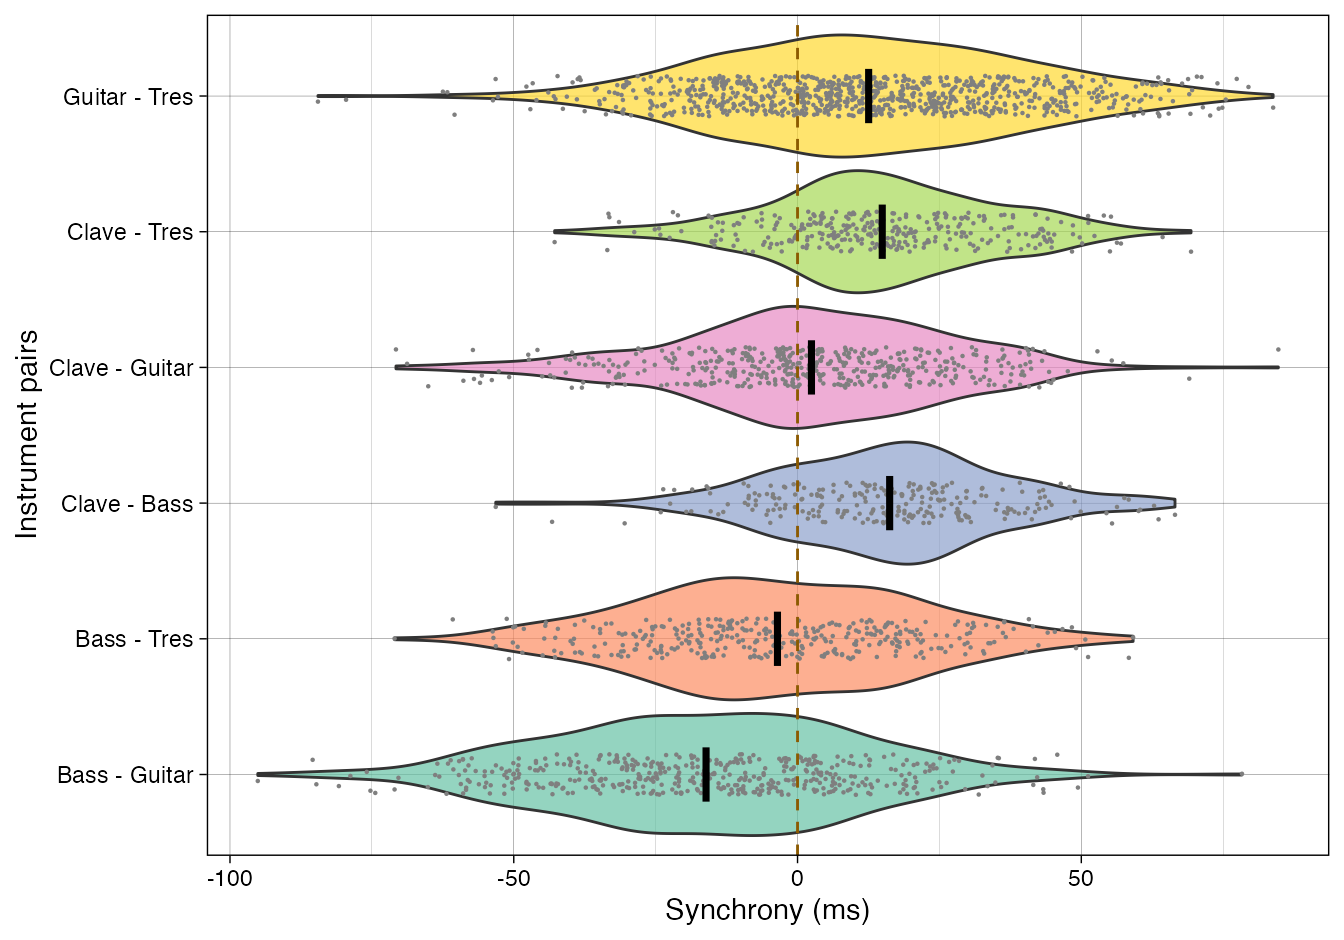 Guitar - Tres
Clave - Tres
Clave - Guitar
Clave - Bass
Bass - Tres
Bass - Guitar
Instrument pairs
-100
-50
0
50
Synchrony (ms)